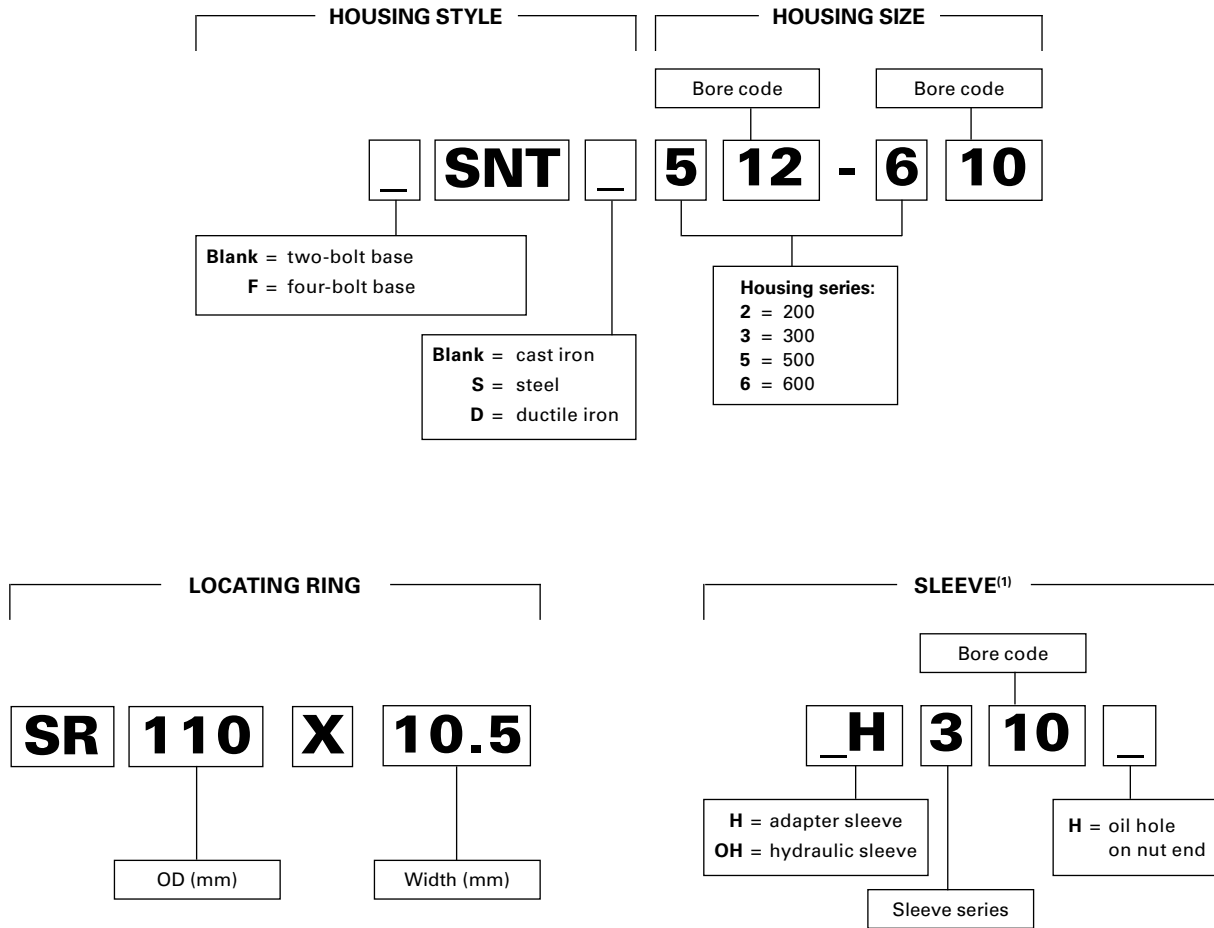 HOUSING STYLE
HOUSING SIZE
Bore code
Bore code
_ SNT _ 5 12 - 6 10
Blank = two-bolt base
F = four-bolt base
Blank = cast iron
S = steel
D = ductile iron
Housing series:
2 = 200
3 = 300
5 = 500
6 = 600
LOCATING RING
SR 110 X 10.5
OD (mm)
Width (mm)
SLEEVE(1)
Bore code
_H 3 10 _
H = adapter sleeve
OH = hydraulic sleeve
H = oil hole
on nut end
Sleeve series